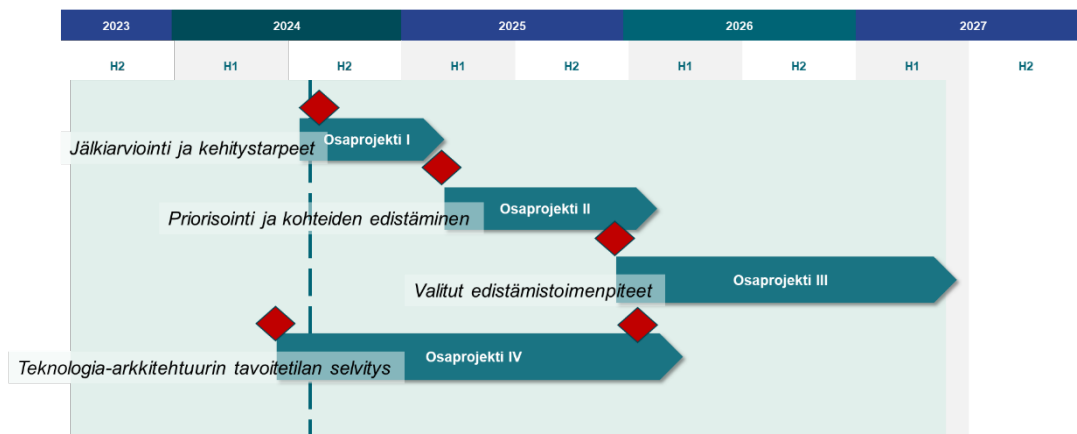 2023 2024 2025 2026 2027
H2 H1 H2 H1 H2 H1 H2 H1 H2
Osaprojekti I
Jälkiarviointi ja kehitystarpeet
Osaprojekti II
Priorisointi ja kohteiden edistäminen
Osaprojekti III
Valitut edistämistoimenpiteet
Osaprojekti IV
Teknologia-arkkitehtuurin tavoitetilan selvitys